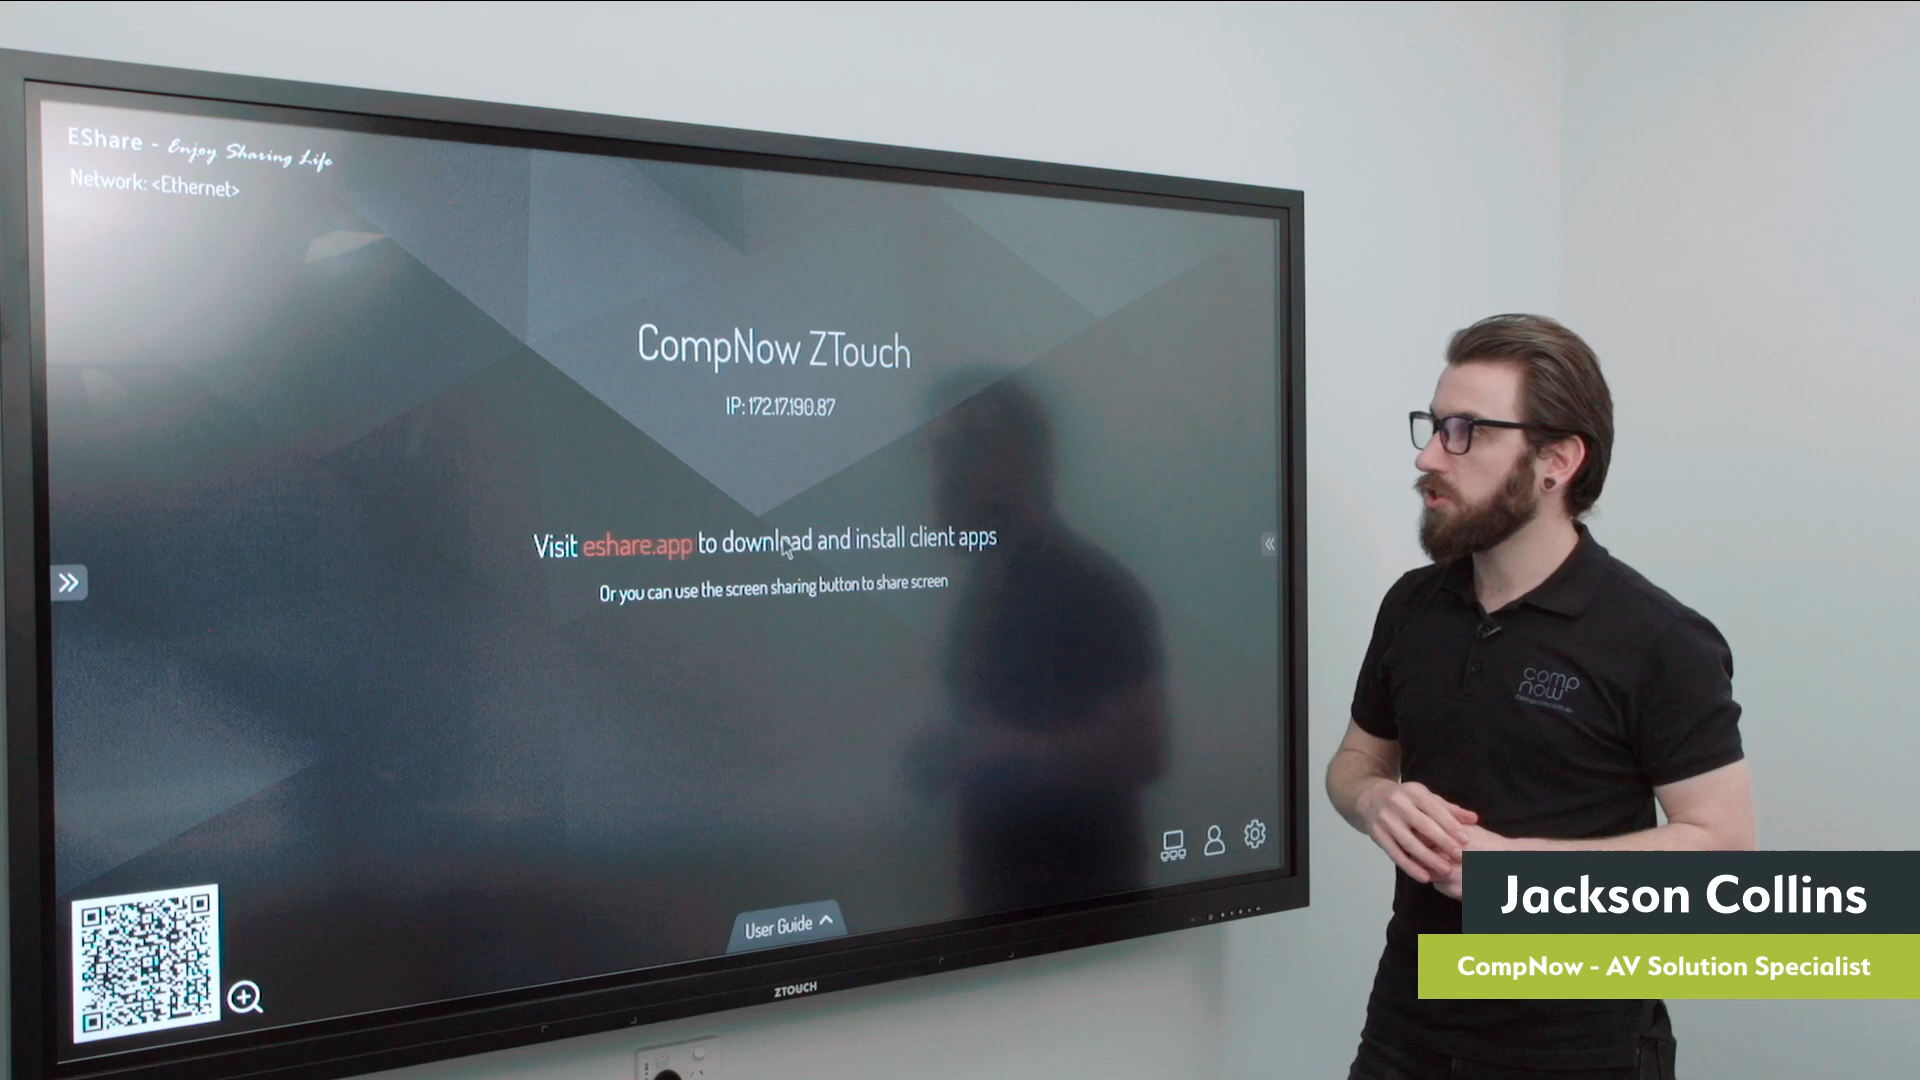 EShare - Enjoy Sharing Life
Network: <Ethernet>
CompNow ZTouch
IP: 172.17.190.87
Visit eshare.app to download and install client apps
Or you can use the screen sharing button to share screen
User Guide
ZTOUCH
comp
now
Jackson Collins
CompNow - AV Solution Specialist